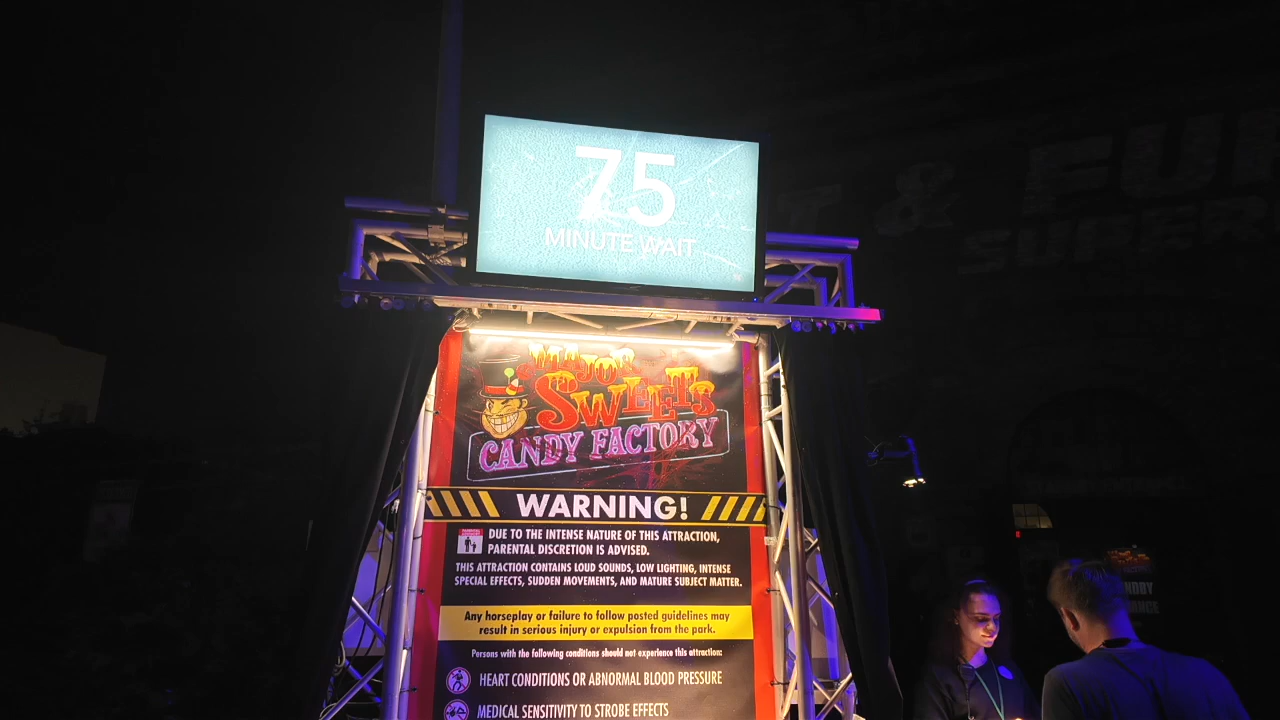 75
MINUTE WAIT
T & FUN
SUPER
MAJOR
SWEETS
CANDY FACTORY
WARNING!
DUE TO THE INTENSE NATURE OF THIS ATTRACTION,
PARENTAL DISCRETION IS ADVISED.
THIS ATTRACTION CONTAINS LOUD SOUNDS, LOW LIGHTING, INTENSE
SPECIAL EFFECTS, SUDDEN MOVEMENTS, AND MATURE SUBJECT MATTER.
Any horseplay or failure to follow posted guidelines may
result in serious injury or expulsion from the park.
Persons with the following conditions should not experience this attraction:
HEART CONDITIONS OR ABNORMAL BLOOD PRESSURE
MEDICAL SENSITIVITY TO STROBE EFFECTS